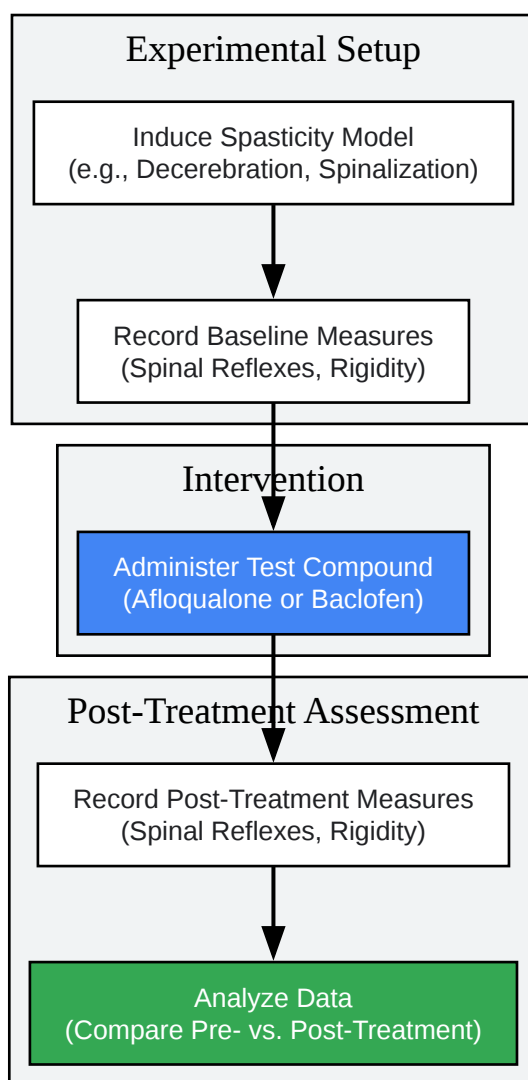 Experimental Setup
Induce Spasticity Model
(e.g., Decerebration, Spinalization)
Record Baseline Measures
(Spinal Reflexes, Rigidity)
Intervention
Administer Test Compound
(Afloqualone or Baclofen)
Post-Treatment Assessment
Record Post-Treatment Measures
(Spinal Reflexes, Rigidity)
Analyze Data
(Compare Pre- vs. Post-Treatment)